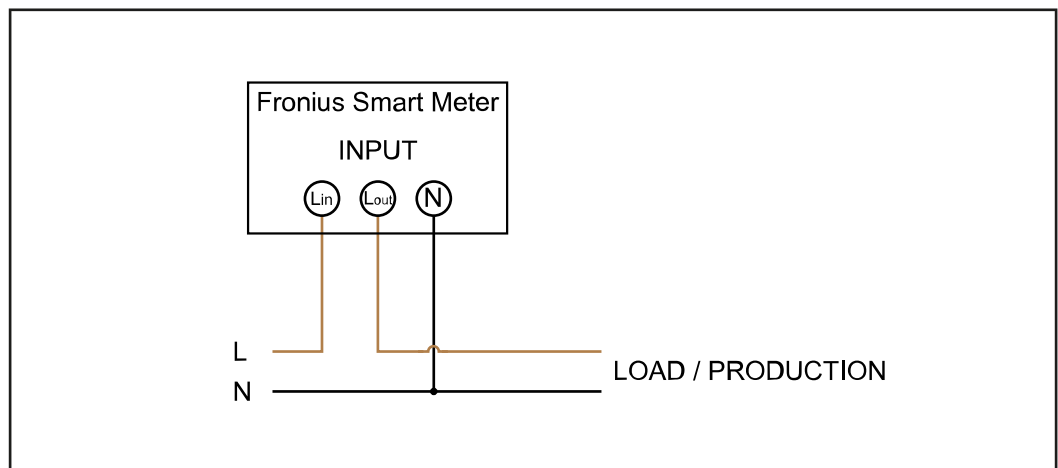 Fronius Smart Meter
INPUT
Lin Lout N
L
LOAD / PRODUCTION
N